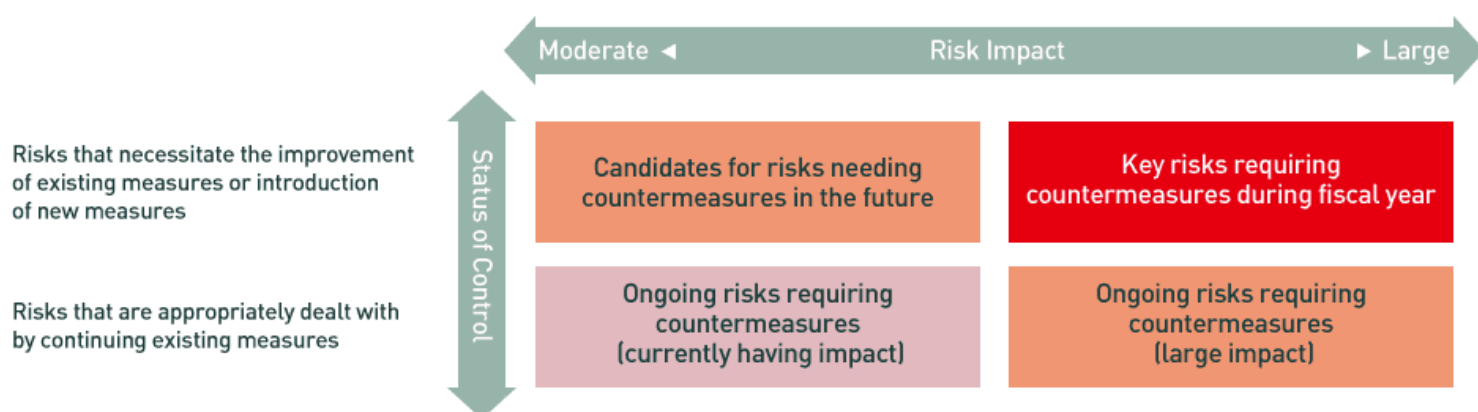 Moderate ◄ Risk Impact ► Large
Status of Control
Risks that necessitate the improvement
of existing measures or introduction
of new measures
Candidates for risks needing
countermeasures in the future
Key risks requiring
countermeasures during fiscal year
Risks that are appropriately dealt with
by continuing existing measures
Ongoing risks requiring
countermeasures
(currently having impact)
Ongoing risks requiring
countermeasures
(large impact)